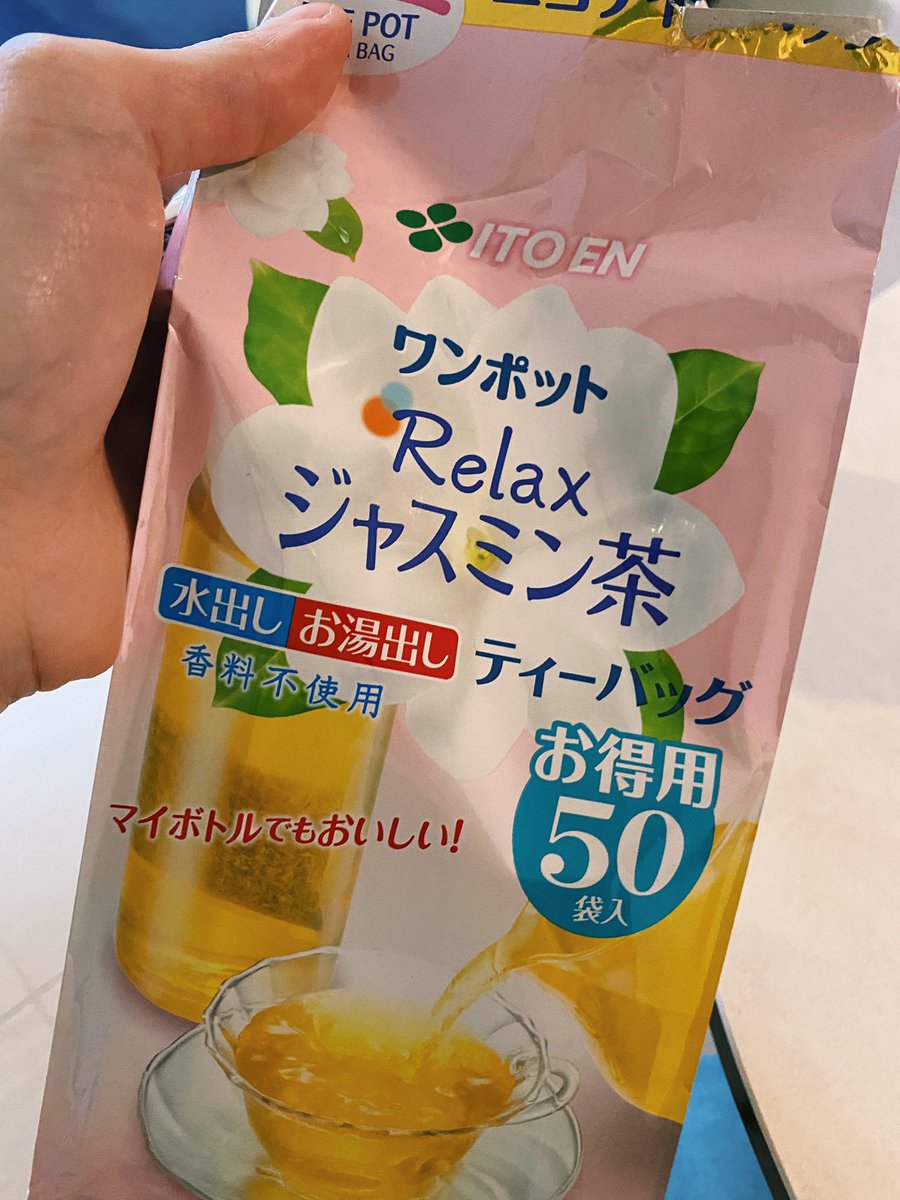 POT
BAG
ITO EN
ワンポット
Relax
ジャスミン茶
水出し お湯出し
ティーバッグ
香料不使用
お得用
50
袋入
マイボトルでもおいしい!